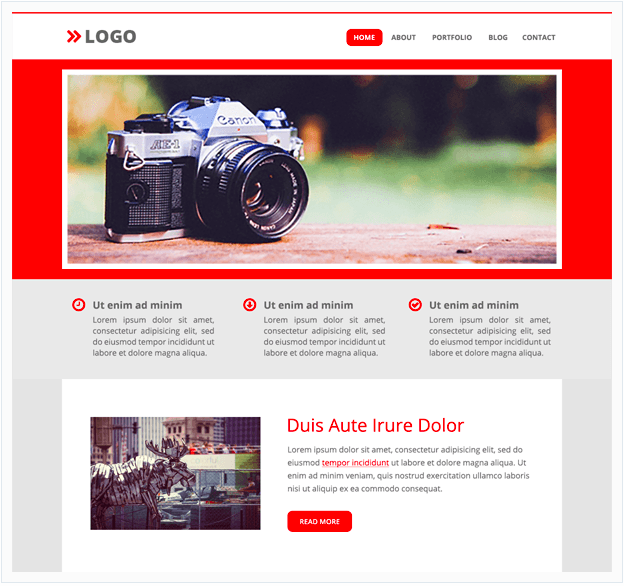 LOGO
HOME ABOUT PORTFOLIO BLOG CONTACT
Canon
AE-1
Ut enim ad minim
Lorem ipsum dolor sit amet,
consectetur adipisicing elit, sed
do eiusmod tempor incididunt ut
labore et dolore magna aliqua.
Ut enim ad minim
Lorem ipsum dolor sit amet,
consectetur adipisicing elit, sed
do eiusmod tempor incididunt ut
labore et dolore magna aliqua.
Ut enim ad minim
Lorem ipsum dolor sit amet,
consectetur adipisicing elit, sed
do eiusmod tempor incididunt ut
labore et dolore magna aliqua.
Duis Aute Irure Dolor
Lorem ipsum dolor sit amet, consectetur adipisicing elit, sed do
eiusmod tempor incididunt ut labore et dolore magna aliqua. Ut
enim ad minim veniam, quis nostrud exercitation ullamco laboris
nisi ut aliquip ex ea commodo consequat.
READ MORE